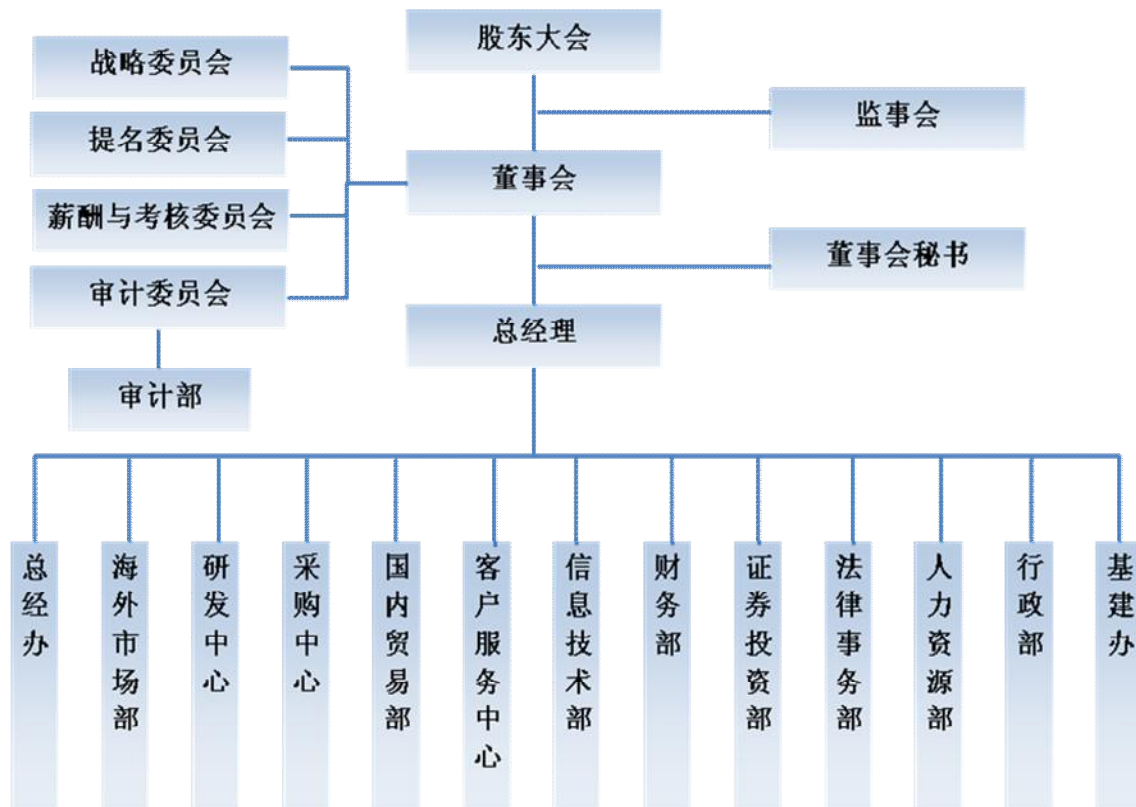 股东大会
战略委员会
监事会
提名委员会
董事会
薪酬与考核委员会
董事会秘书
审计委员会
总经理
审计部
总经办
海外市场部
研发中心
采购中心
国内贸易部
客户服务中心
信息技术部
财务部
证券投资部
法律事务部
人力资源部
行政部
基建办